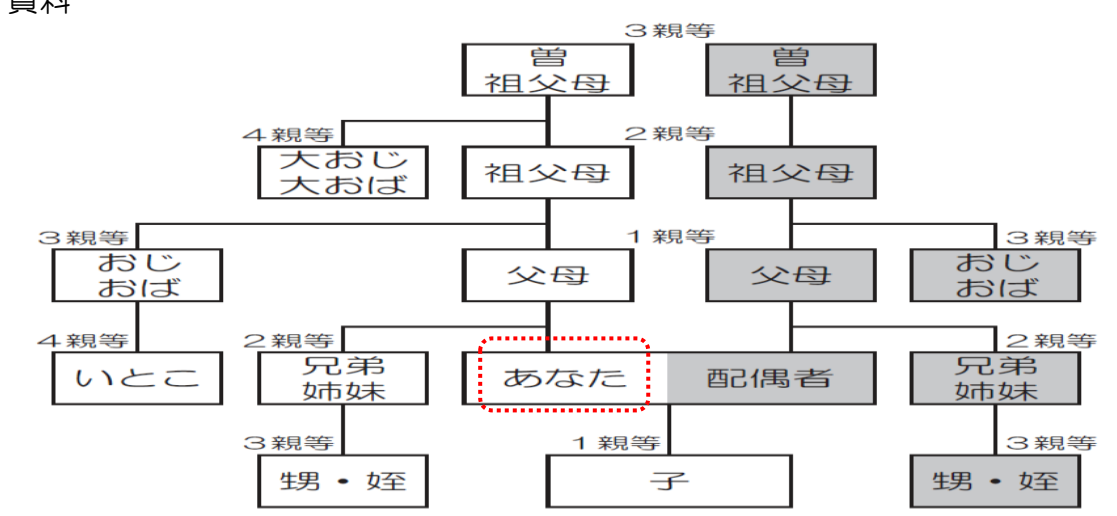 資料
3親等
曽
祖父母
曽
祖父母
4親等
2親等
大おじ
大おば
祖父母
祖父母
3親等
1親等
3親等
おじ
おば
父母
父母
おじ
おば
4親等
2親等
2親等
いとこ
兄弟
姉妹
あなた
配偶者
兄弟
姉妹
3親等
1親等
3親等
甥・姪
子
甥・姪